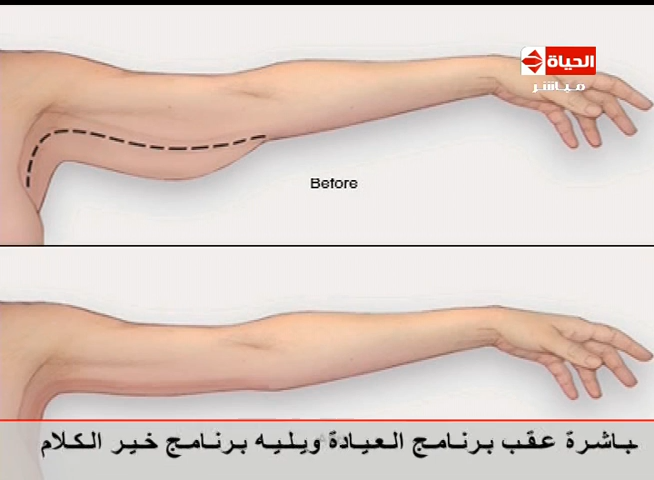 الحياة
مباشر
Before
باشرة عقب برنامج العيادة ويليه برنامج خير الكلام